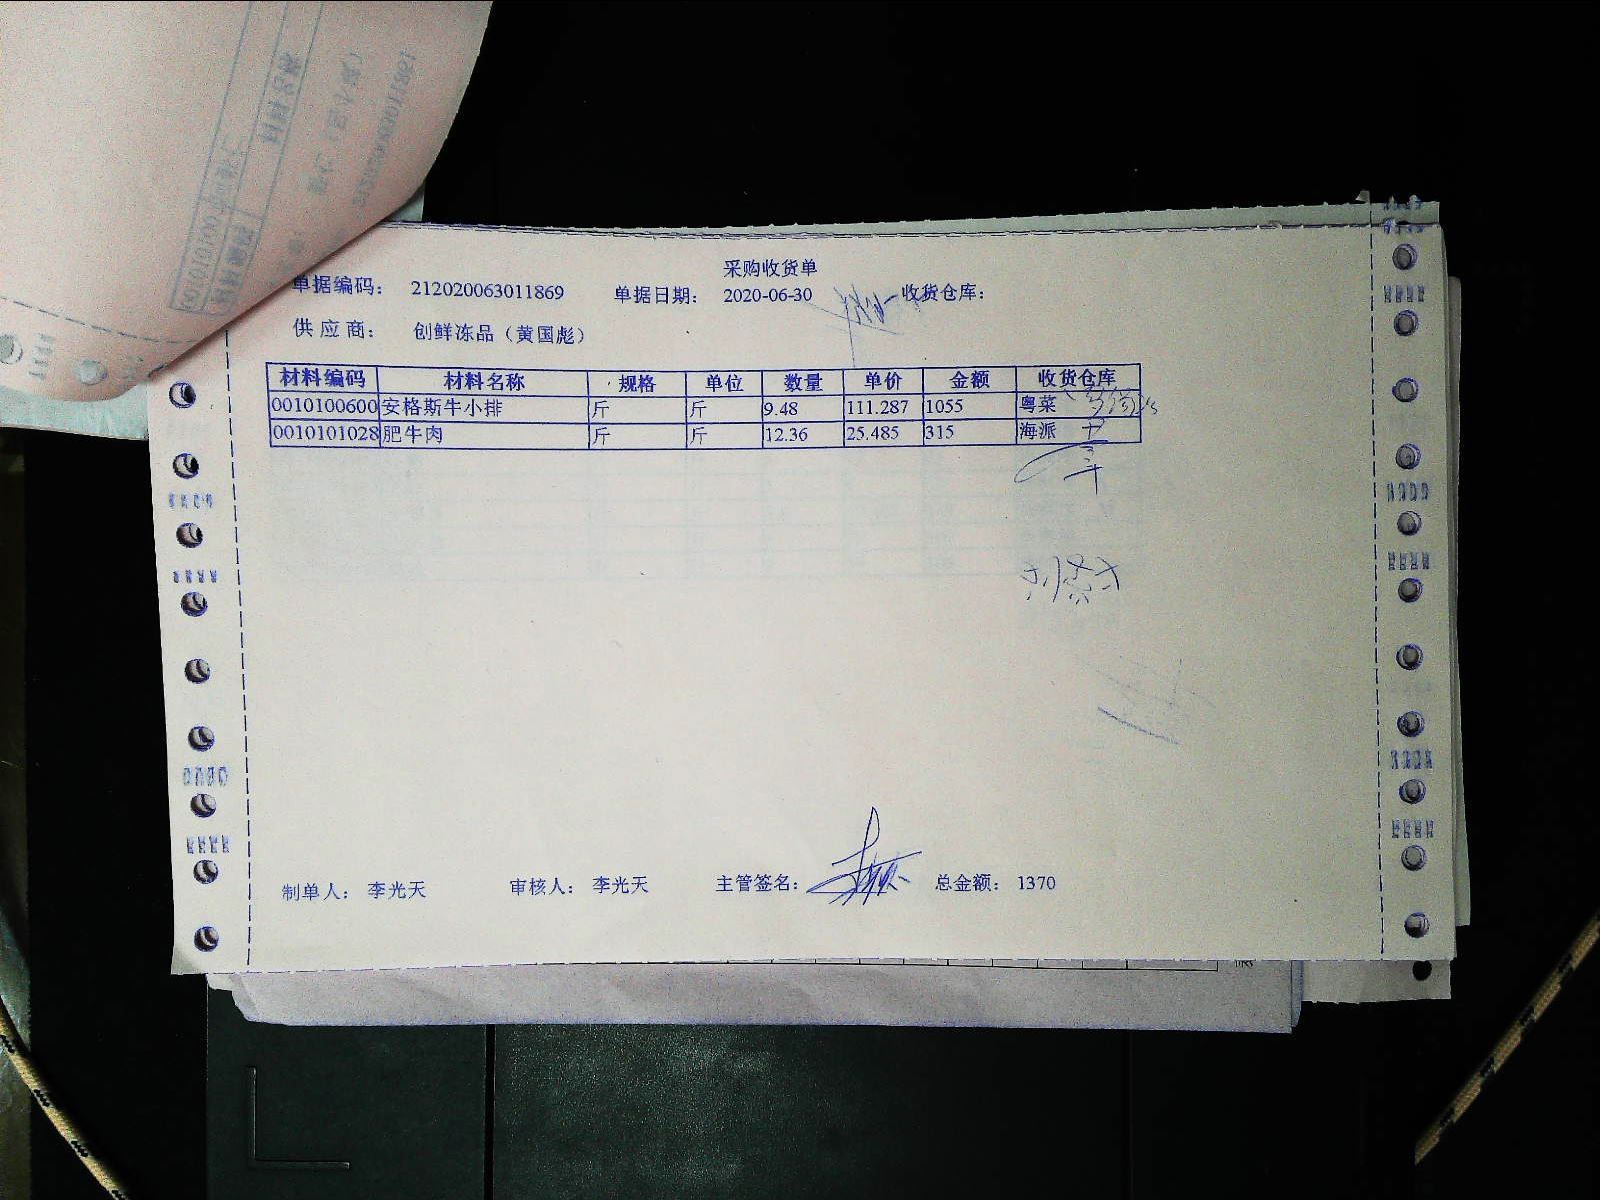 采购收货单
单据编码： 212020063011869 单据日期： 2020-06-30 收货仓库：
供应商： 创鲜冻品（黄国彪）
材料编码 材料名称 规格 单位 数量 单价 金额 收货仓库
0010100600 安格斯牛小排 斤 斤 9.48 111.287 1055 粤菜
0010101028 肥牛肉 斤 斤 12.36 25.485 315 海派
制单人： 李光天 审核人： 李光天 主管签名： 总金额： 1370